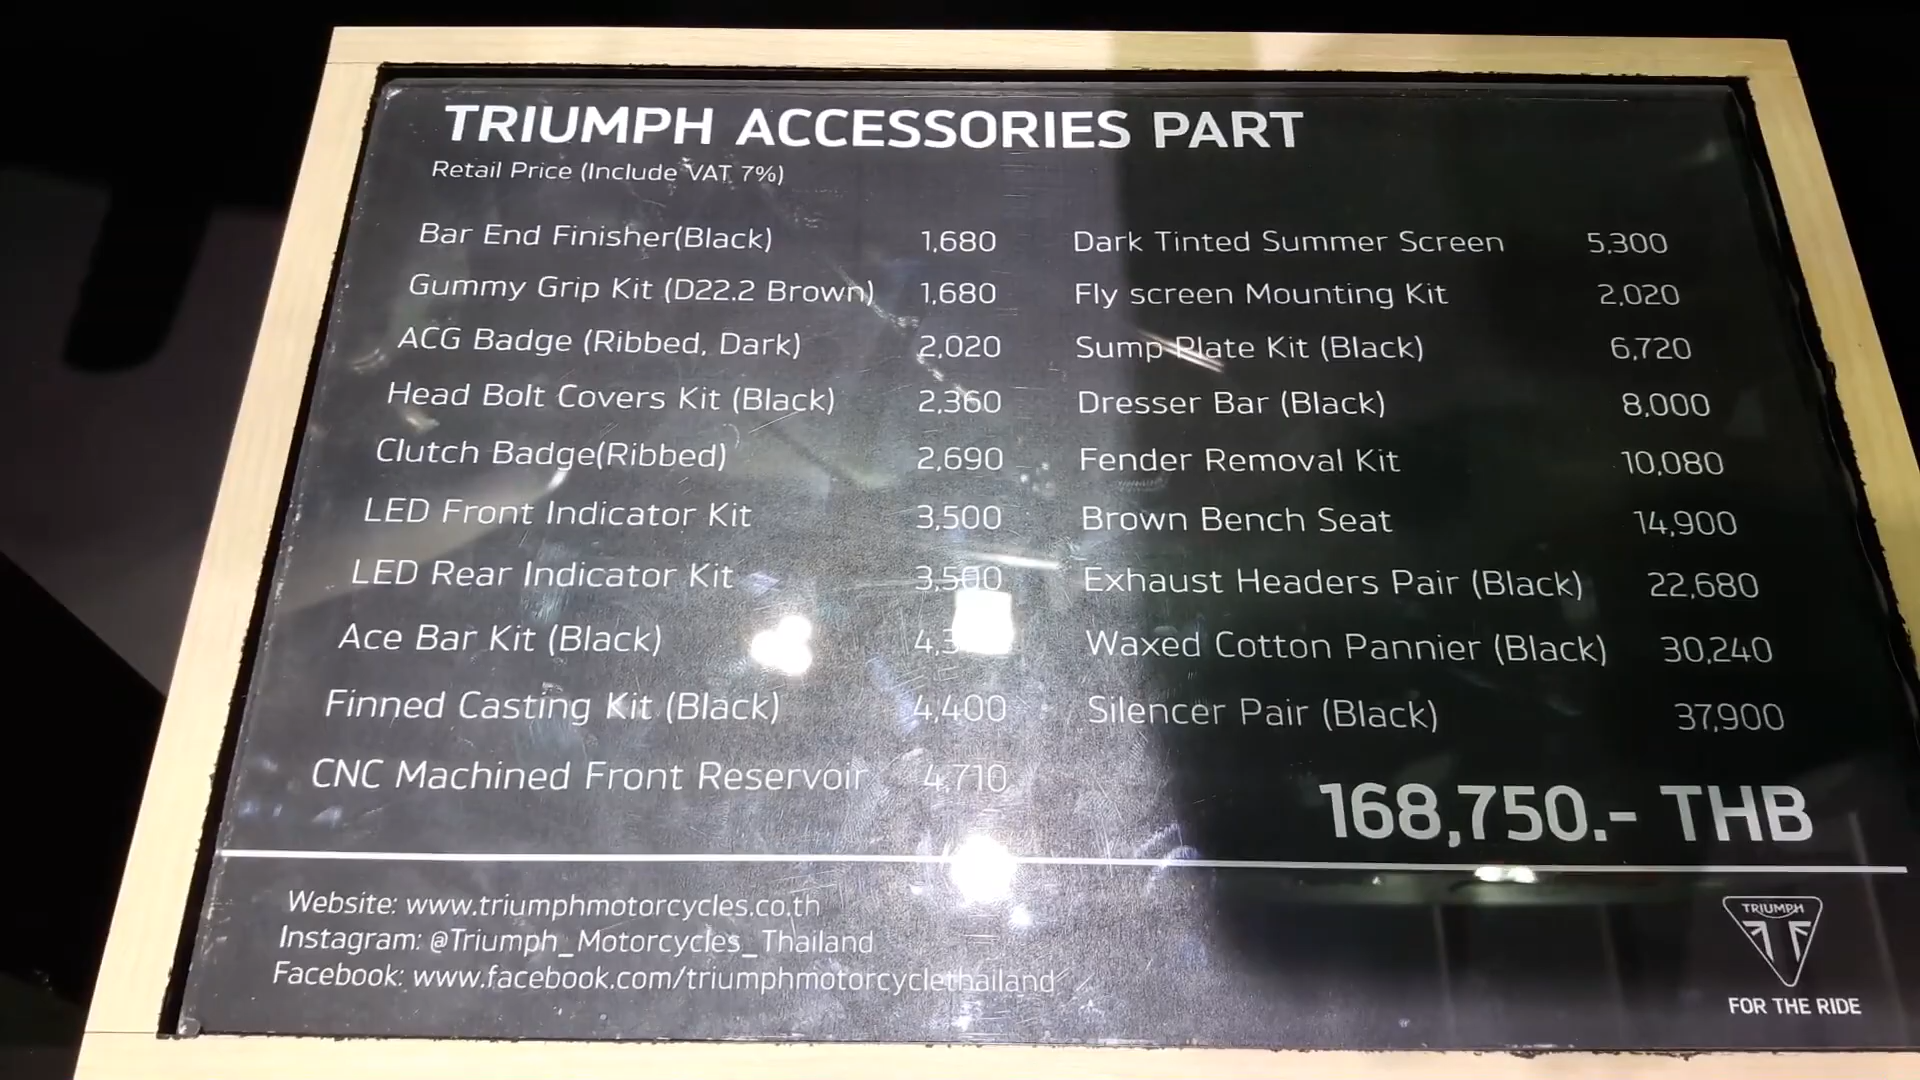 TRIUMPH ACCESSORIES PART
Retail Price (Include VAT 7%)
Bar End Finisher(Black) 1,680
Gummy Grip Kit (D22.2 Brown) 1,680
ACG Badge (Ribbed, Dark) 2,020
Head Bolt Covers Kit (Black) 2,360
Clutch Badge(Ribbed) 2,690
LED Front Indicator Kit 3,500
LED Rear Indicator Kit 3,500
Ace Bar Kit (Black)
Finned Casting Kit (Black) 4,400
CNC Machined Front Reservoir 4,710
Dark Tinted Summer Screen 5,300
Fly screen Mounting Kit 2,020
Sump Plate Kit (Black) 6,720
Dresser Bar (Black) 8,000
Fender Removal Kit 10,080
Brown Bench Seat 14,900
Exhaust Headers Pair (Black) 22,680
Waxed Cotton Pannier (Black) 30,240
Silencer Pair (Black) 37,900
168,750.- THB
Website: www.triumphmotorcycles.co.th
Instagram: @Triumph_Motorcycles_Thailand
Facebook: www.facebook.com/triumphmotorcyclethailand
TRIUMPH
FOR THE RIDE